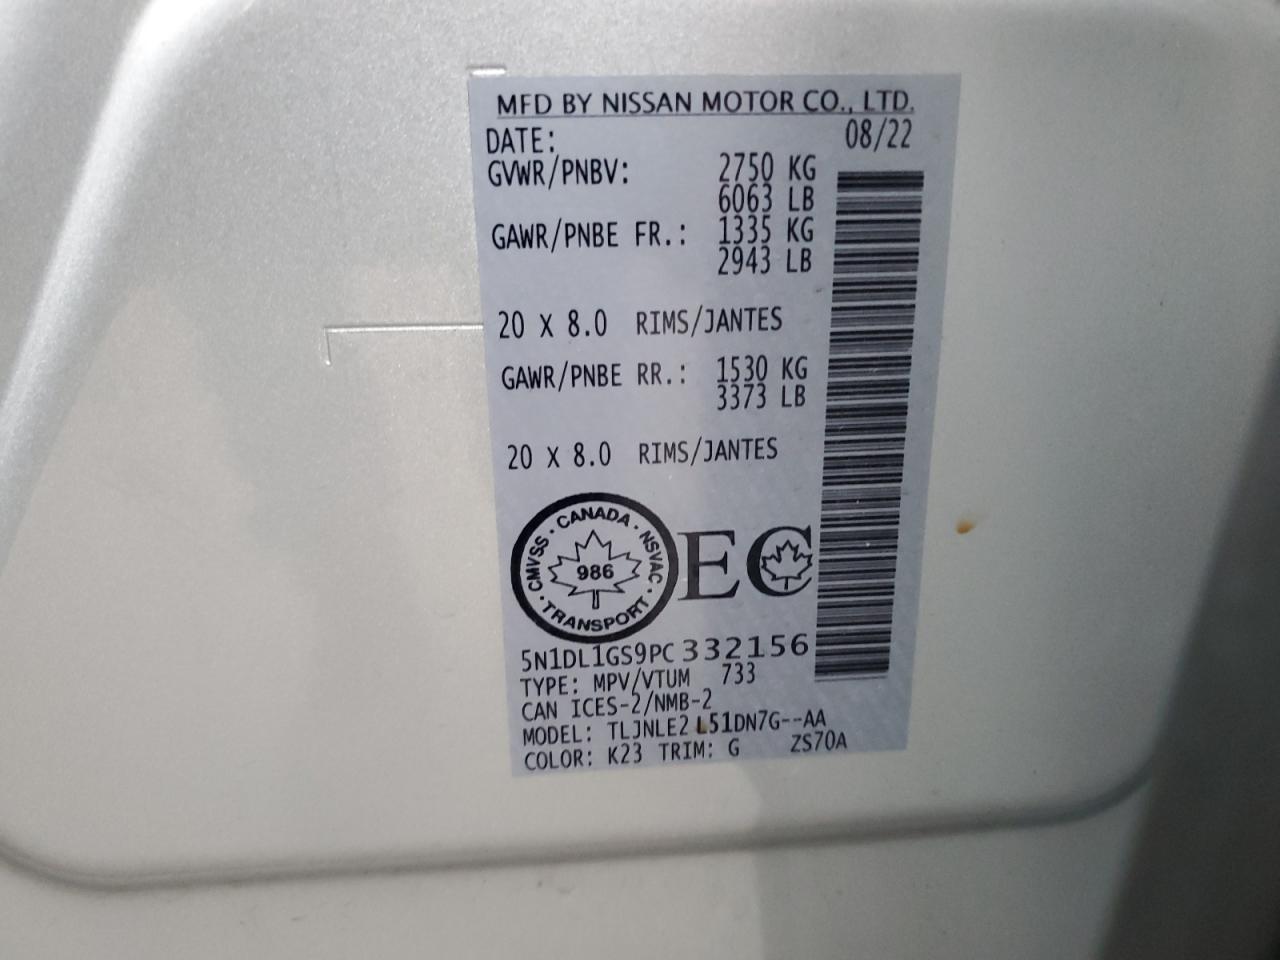 MFD BY NISSAN MOTOR CO., LTD.
DATE: 08/22
GVWR/PNBV: 2750 KG
6063 LB
GAWR/PNBE FR.: 1335 KG
2943 LB
20 X 8.0 RIMS/JANTES
GAWR/PNBE RR.: 1530 KG
3373 LB
20 X 8.0 RIMS/JANTES
CMVSS · CANADA · NSVAC · TRANSPORT ·
986
EC
5N1DL1GS9PC332156
TYPE: MPV/VTUM 733
CAN ICES-2/NMB-2
MODEL: TLJNLE2 L51DN7G--AA
COLOR: K23 TRIM: G ZS70A